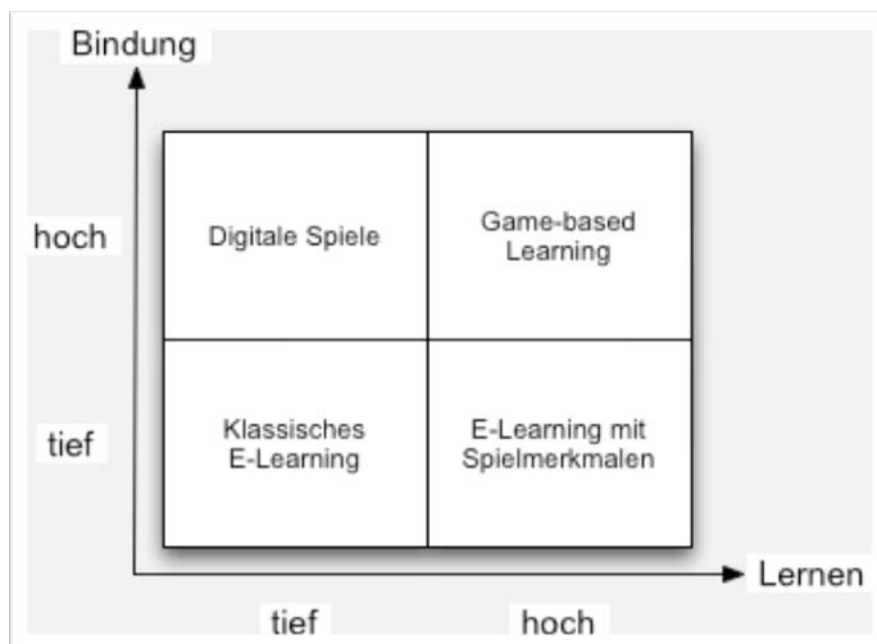 Bindung
hoch
Digitale Spiele
Game-based
Learning
tief
Klassisches
E-Learning
E-Learning mit
Spielmerkmalen
Lernen
tief
hoch